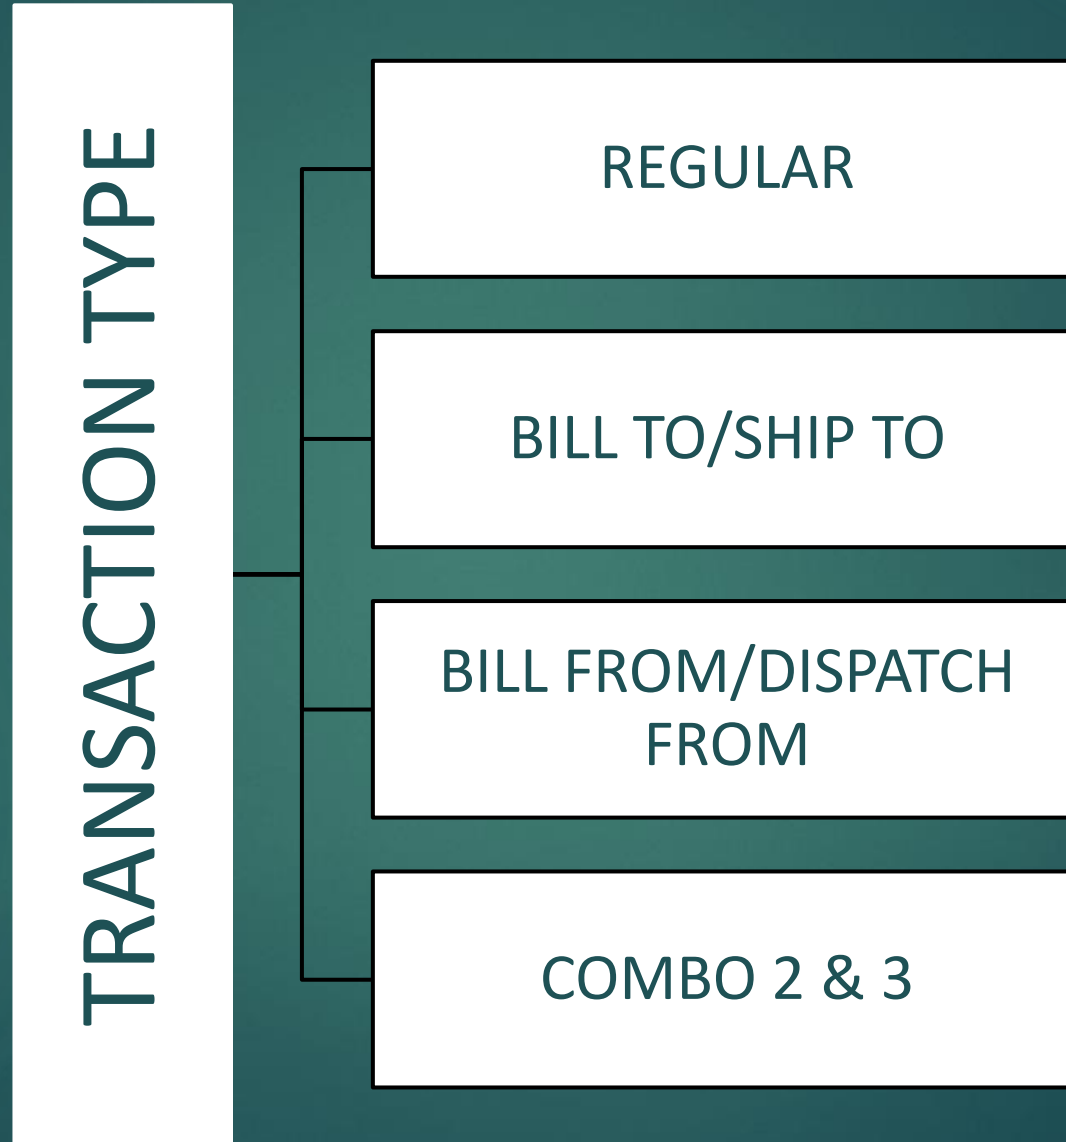 TRANSACTION TYPE
REGULAR
BILL TO/SHIP TO
BILL FROM/DISPATCH
FROM
COMBO 2 & 3